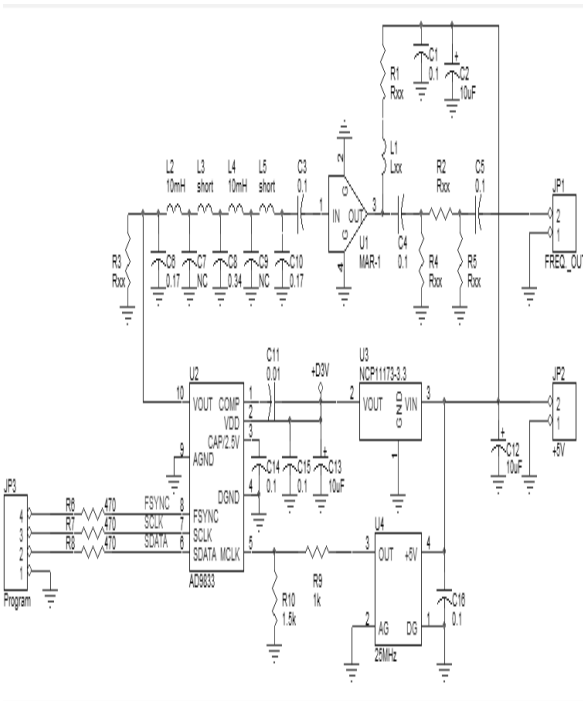 R1
Rxx
C1
0.1
C2
10uF
L1
Lxx
L2
10mH
L3
short
L4
10mH
L5
short
C3
0.1
1
2
IN
OUT
G
G
3
4
U1
MAR-1
C4
0.1
R2
Rxx
C5
0.1
JP1
2
1
FREQ_OUT
R3
Rxx
C6
0.17
C7
NC
C8
0.34
C9
NC
C10
0.17
R4
Rxx
R5
Rxx
U2
10
VOUT
COMP
1
VDD
2
CAP/2.5V
3
9
AGND
DGND
4
8
FSYNC
7
SCLK
6
SDATA
MCLK
5
AD9833
C11
0.01
+D3V
C14
0.1
C15
0.1
C13
10uF
U3
NCP11173-3.3
2
VOUT
GND
VIN
3
1
JP2
2
1
+5V
C12
10uF
JP3
4
3
2
1
Program
R6
470
FSYNC
R7
470
SCLK
R8
470
SDATA
R9
1k
R10
1.5k
U4
3
OUT
+5V
4
2
AG
DG
1
25MHz
C16
0.1